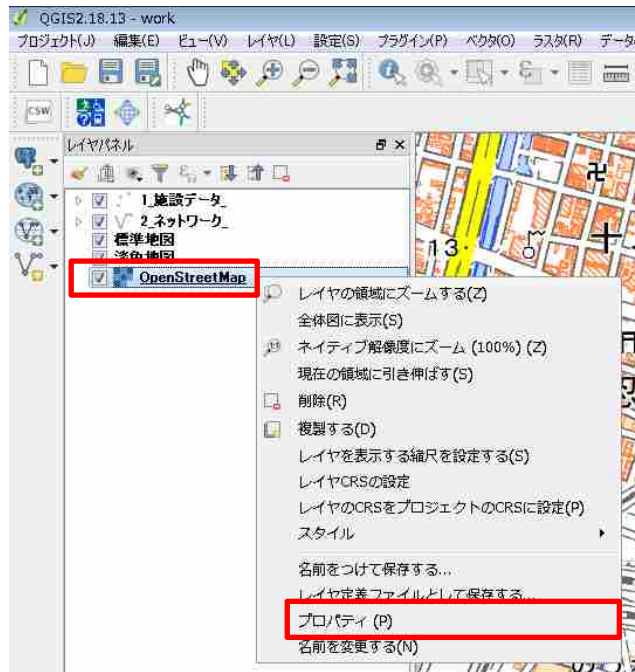 QGIS2.18.13 - work
プロジェクト(J) 編集(E) ビュー(V) レイヤ(L) 設定(S) プラグイン(P) ベクタ(O) ラスタ(R) データ
CSW
レイヤパネル
1_施設データ_
2_ネットワーク_
標準地図
淡色地図
OpenStreetMap
13
レイヤの領域にズームする(Z)
全体図に表示(S)
ネイティブ解像度にズーム (100%) (Z)
現在の領域に引き伸ばす(S)
削除(R)
複製する(D)
レイヤを表示する縮尺を設定する(S)
レイヤCRSの設定
レイヤのCRSをプロジェクトのCRSに設定(P)
スタイル
名前をつけて保存する...
レイヤ定義ファイルとして保存する...
プロパティ(P)
名前を変更する(N)